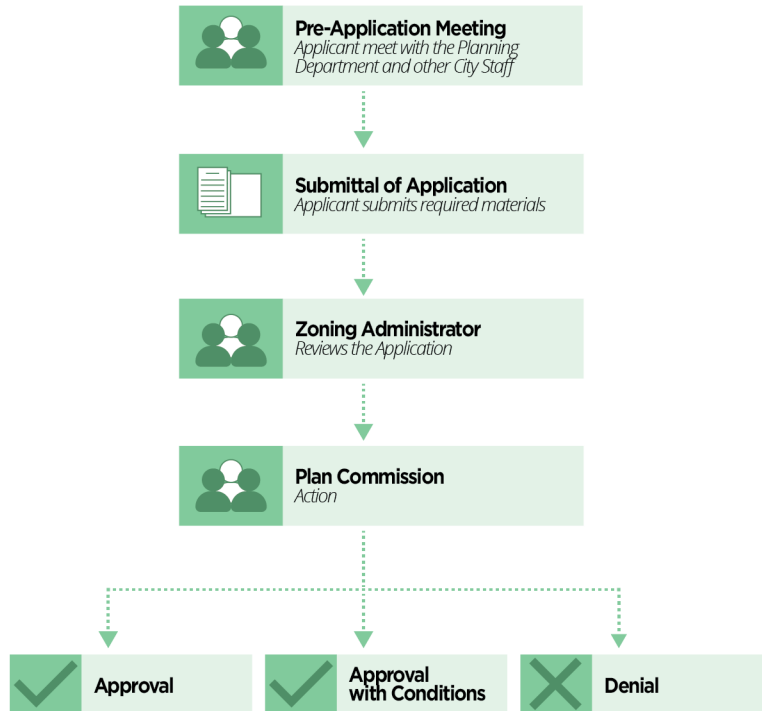 Pre-Application Meeting
Applicant meet with the Planning
Department and other City Staff
Submittal of Application
Applicant submits required materials
Zoning Administrator
Reviews the Application
Plan Commission
Action
Approval
Approval
with Conditions
Denial